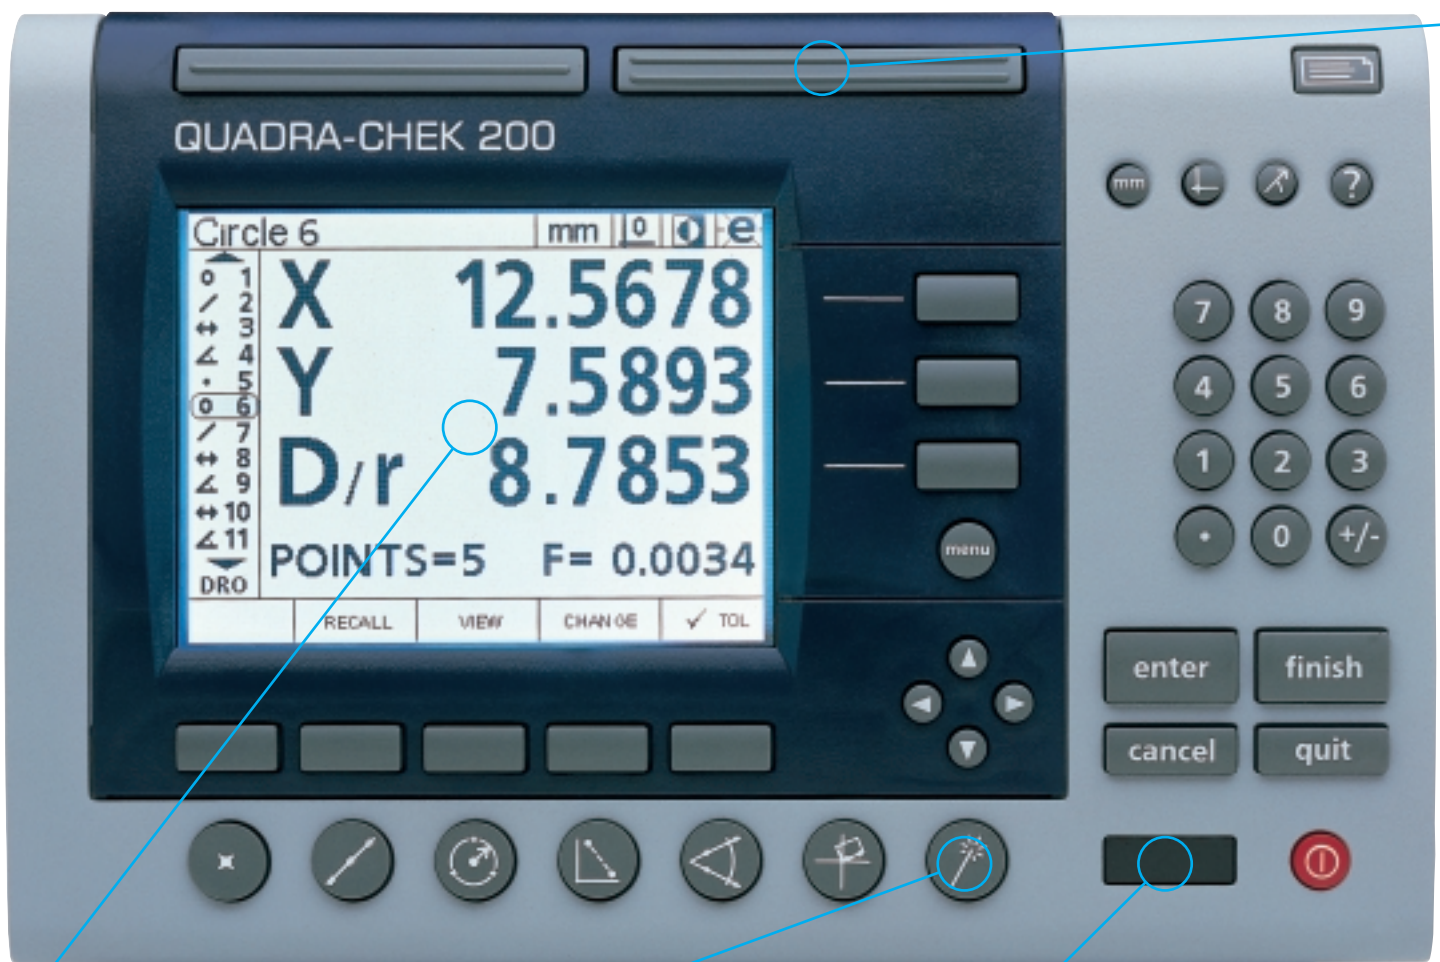 QUADRA-CHEK 200
mm
?
Circle 6 mm 0 e
1
2
3
4
5
6
7
8
9
10
11
DRO
X 12.5678
Y 7.5893
D/r 8.7853
POINTS=5 F= 0.0034
RECALL VIEW CHANGE ✓ TOL
menu
7 8 9
4 5 6
1 2 3
• 0 +/-
enter finish
cancel quit